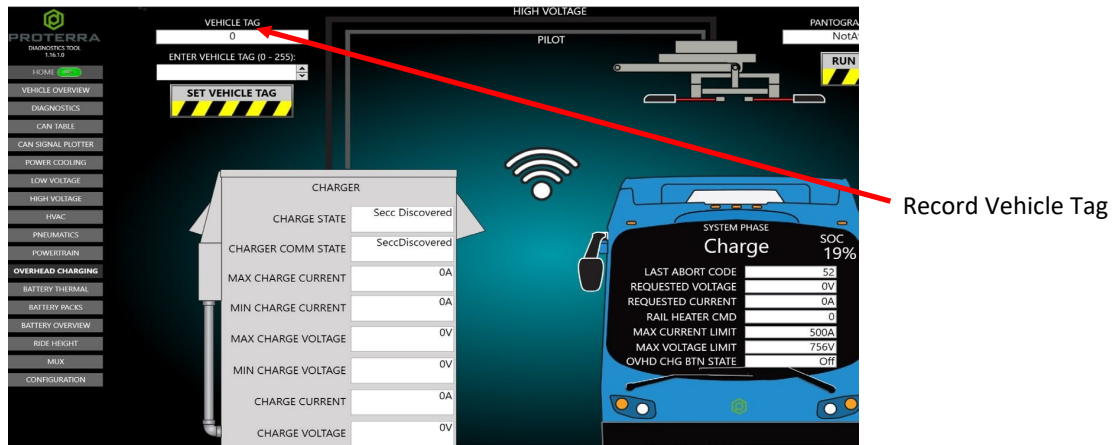 PROTERRA
DIAGNOSTICS TOOL
1.16.1.0
HOME
VEHICLE OVERVIEW
DIAGNOSTICS
CAN TABLE
CAN SIGNAL PLOTTER
POWER COOLING
LOW VOLTAGE
HIGH VOLTAGE
HVAC
PNEUMATICS
POWERTRAIN
OVERHEAD CHARGING
BATTERY THERMAL
BATTERY PACKS
BATTERY OVERVIEW
RIDE HEIGHT
MUX
CONFIGURATION
VEHICLE TAG
0
ENTER VEHICLE TAG (0 - 255):
SET VEHICLE TAG
HIGH VOLTAGE
PILOT
PANTOGRA
NotA
RUN
CHARGER
CHARGE STATE Secc Discovered
CHARGER COMM STATE SeccDiscovered
MAX CHARGE CURRENT 0A
MIN CHARGE CURRENT 0A
MAX CHARGE VOLTAGE 0V
MIN CHARGE VOLTAGE 0V
CHARGE CURRENT 0A
CHARGE VOLTAGE 0V
SYSTEM PHASE
Charge
SOC
19%
LAST ABORT CODE 52
REQUESTED VOLTAGE 0V
REQUESTED CURRENT 0A
RAIL HEATER CMD 0
MAX CURRENT LIMIT 500A
MAX VOLTAGE LIMIT 756V
OVHD CHG BTN STATE Off
Record Vehicle Tag